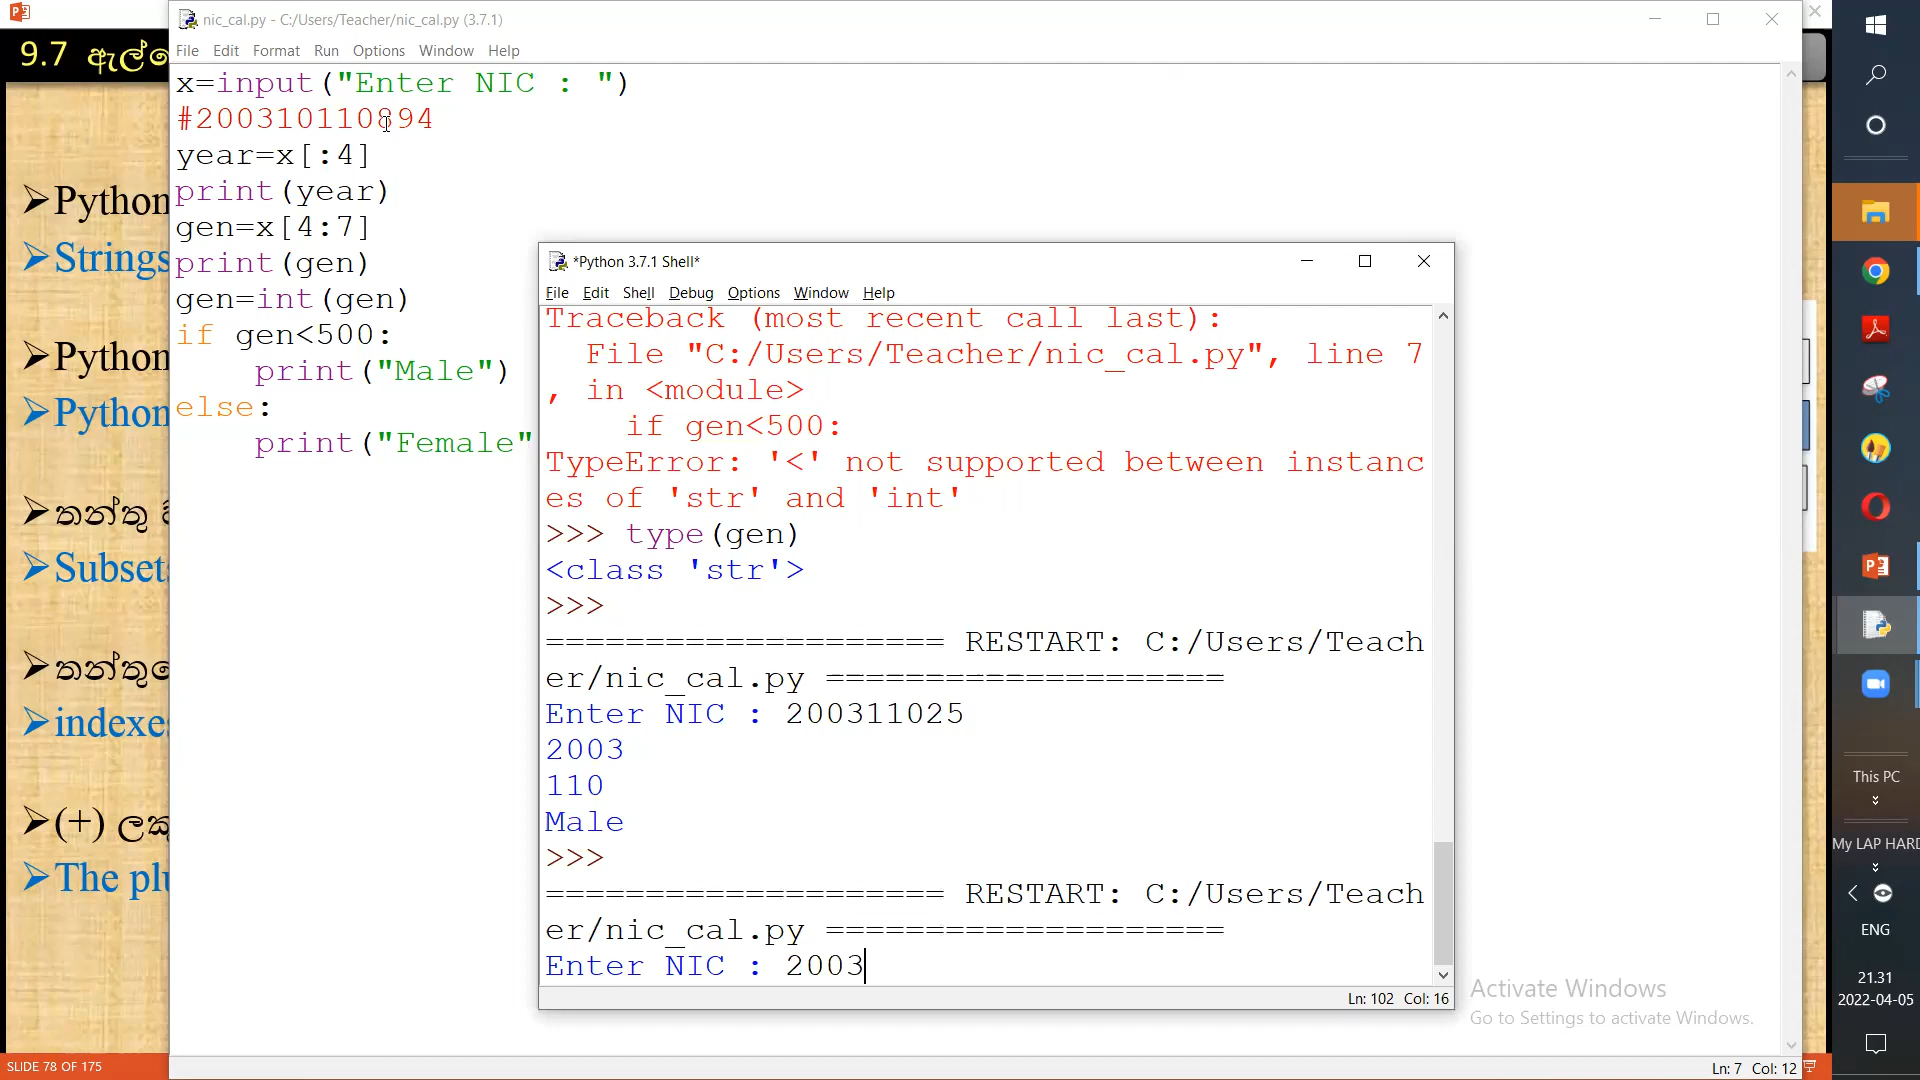 nic_cal.py - C:/Users/Teacher/nic_cal.py (3.7.1)
File Edit Format Run Options Window Help
9.7
x=input("Enter NIC : ")
#200310110894
year=x[:4]
print(year)
gen=x[4:7]
print(gen)
gen=int(gen)
if gen<500:
    print("Male")
else:
    print("Female"
Python
Strings
Python
Python
තන්තු
Subset
indexes
(+)
The
*Python 3.7.1 Shell*
File Edit Shell Debug Options Window Help
Traceback (most recent call last):
  File "C:/Users/Teacher/nic_cal.py", line 7
, in <module>
    if gen<500:
TypeError: '<' not supported between instanc
es of 'str' and 'int'
>>> type(gen)
<class 'str'>
>>>
==================== RESTART: C:/Users/Teach
er/nic_cal.py ====================
Enter NIC : 200311025
2003
110
Male
>>>
==================== RESTART: C:/Users/Teach
er/nic_cal.py ====================
Enter NIC : 2003
Ln: 102 Col: 16
Activate Windows
Go to Settings to activate Windows.
SLIDE 78 OF 175
Ln: 7 Col: 12
This PC
My LAP HARD
ENG
21.31
2022-04-05